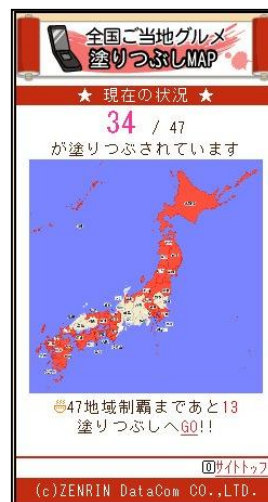 全国ご当地グルメ
塗りつぶしMAP
★ 現在の状況 ★
34 / 47
が塗りつぶされています
47地域制覇まであと13
塗りつぶしへGO!!
0サイトトップ
(c)ZENRIN DataCom CO.,LTD.